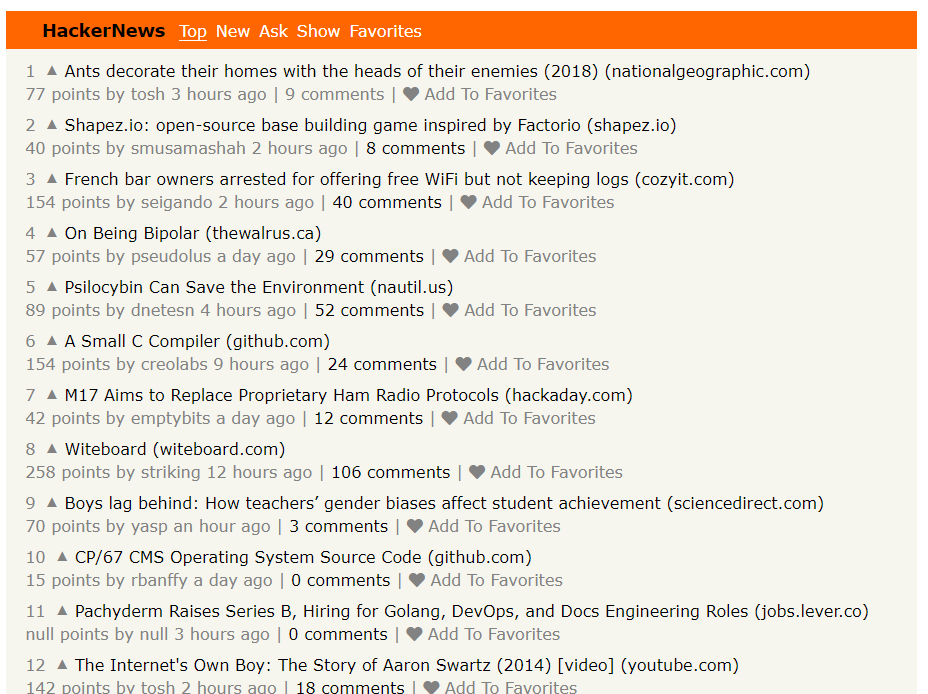 HackerNews Top New Ask Show Favorites
1 ▲ Ants decorate their homes with the heads of their enemies (2018) (nationalgeographic.com)
77 points by tosh 3 hours ago | 9 comments | ♥ Add To Favorites
2 ▲ Shapez.io: open-source base building game inspired by Factorio (shapez.io)
40 points by smusamashah 2 hours ago | 8 comments | ♥ Add To Favorites
3 ▲ French bar owners arrested for offering free WiFi but not keeping logs (cozyit.com)
154 points by seigando 2 hours ago | 40 comments | ♥ Add To Favorites
4 ▲ On Being Bipolar (thewalrus.ca)
57 points by pseudolus a day ago | 29 comments | ♥ Add To Favorites
5 ▲ Psilocybin Can Save the Environment (nautil.us)
89 points by dnetesn 4 hours ago | 52 comments | ♥ Add To Favorites
6 ▲ A Small C Compiler (github.com)
154 points by creolabs 9 hours ago | 24 comments | ♥ Add To Favorites
7 ▲ M17 Aims to Replace Proprietary Ham Radio Protocols (hackaday.com)
42 points by emptybits a day ago | 12 comments | ♥ Add To Favorites
8 ▲ Witeboard (witeboard.com)
258 points by striking 12 hours ago | 106 comments | ♥ Add To Favorites
9 ▲ Boys lag behind: How teachers’ gender biases affect student achievement (sciencedirect.com)
70 points by yasp an hour ago | 3 comments | ♥ Add To Favorites
10 ▲ CP/67 CMS Operating System Source Code (github.com)
15 points by rbanffy a day ago | 0 comments | ♥ Add To Favorites
11 ▲ Pachyderm Raises Series B, Hiring for Golang, DevOps, and Docs Engineering Roles (jobs.lever.co)
null points by null 3 hours ago | 0 comments | ♥ Add To Favorites
12 ▲ The Internet's Own Boy: The Story of Aaron Swartz (2014) [video] (youtube.com)
142 points by tosh 2 hours ago | 18 comments | ♥ Add To Favorites